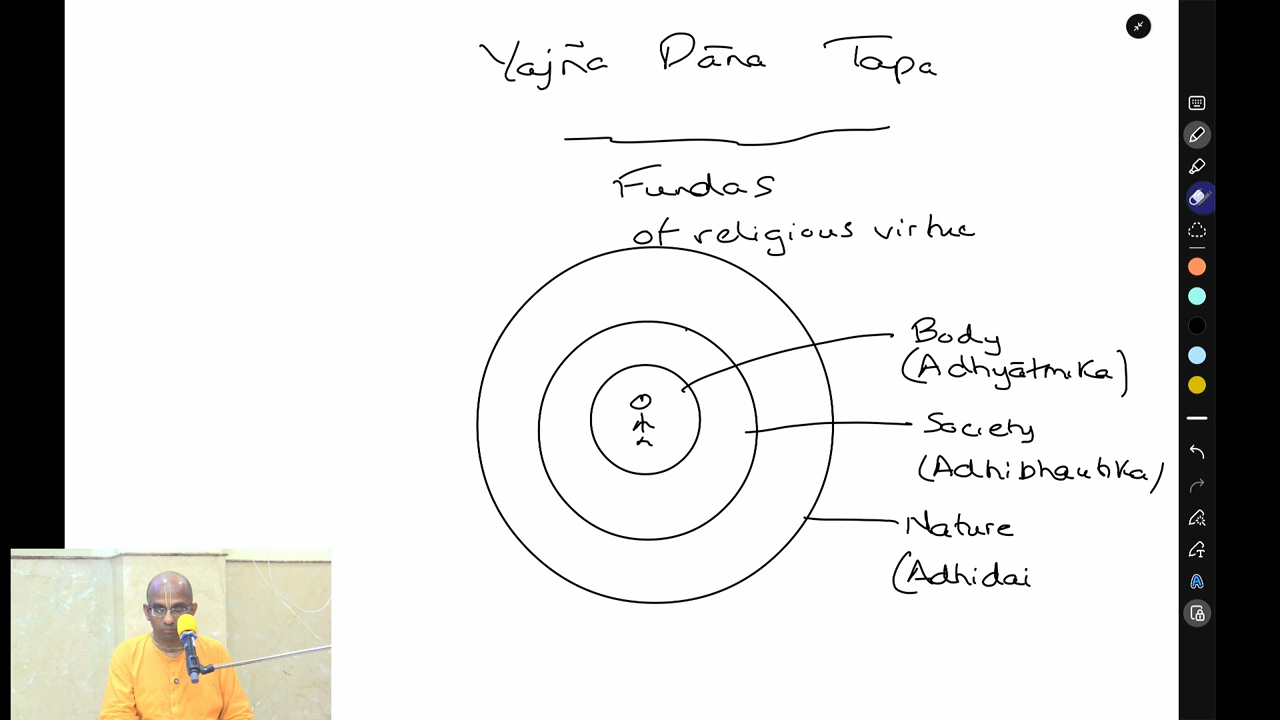 Yajña Dāna Tapa
Fundas
of religious virtue
Body
(Adhyātmika)
Society
(Adhibhautika)
Nature
(Adhidai